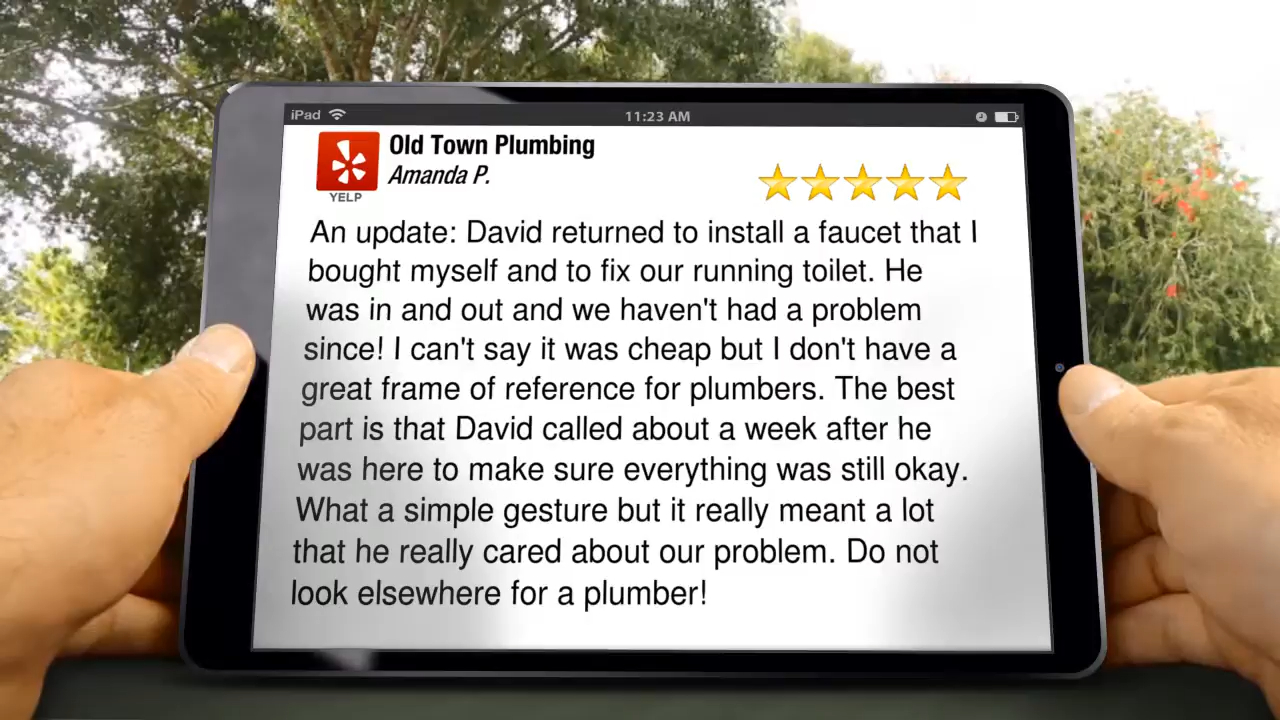 iPad
11:23 AM
Old Town Plumbing
Amanda P.
YELP
An update: David returned to install a faucet that I
bought myself and to fix our running toilet. He
was in and out and we haven't had a problem
since! I can't say it was cheap but I don't have a
great frame of reference for plumbers. The best
part is that David called about a week after he
was here to make sure everything was still okay.
What a simple gesture but it really meant a lot
that he really cared about our problem. Do not
look elsewhere for a plumber!